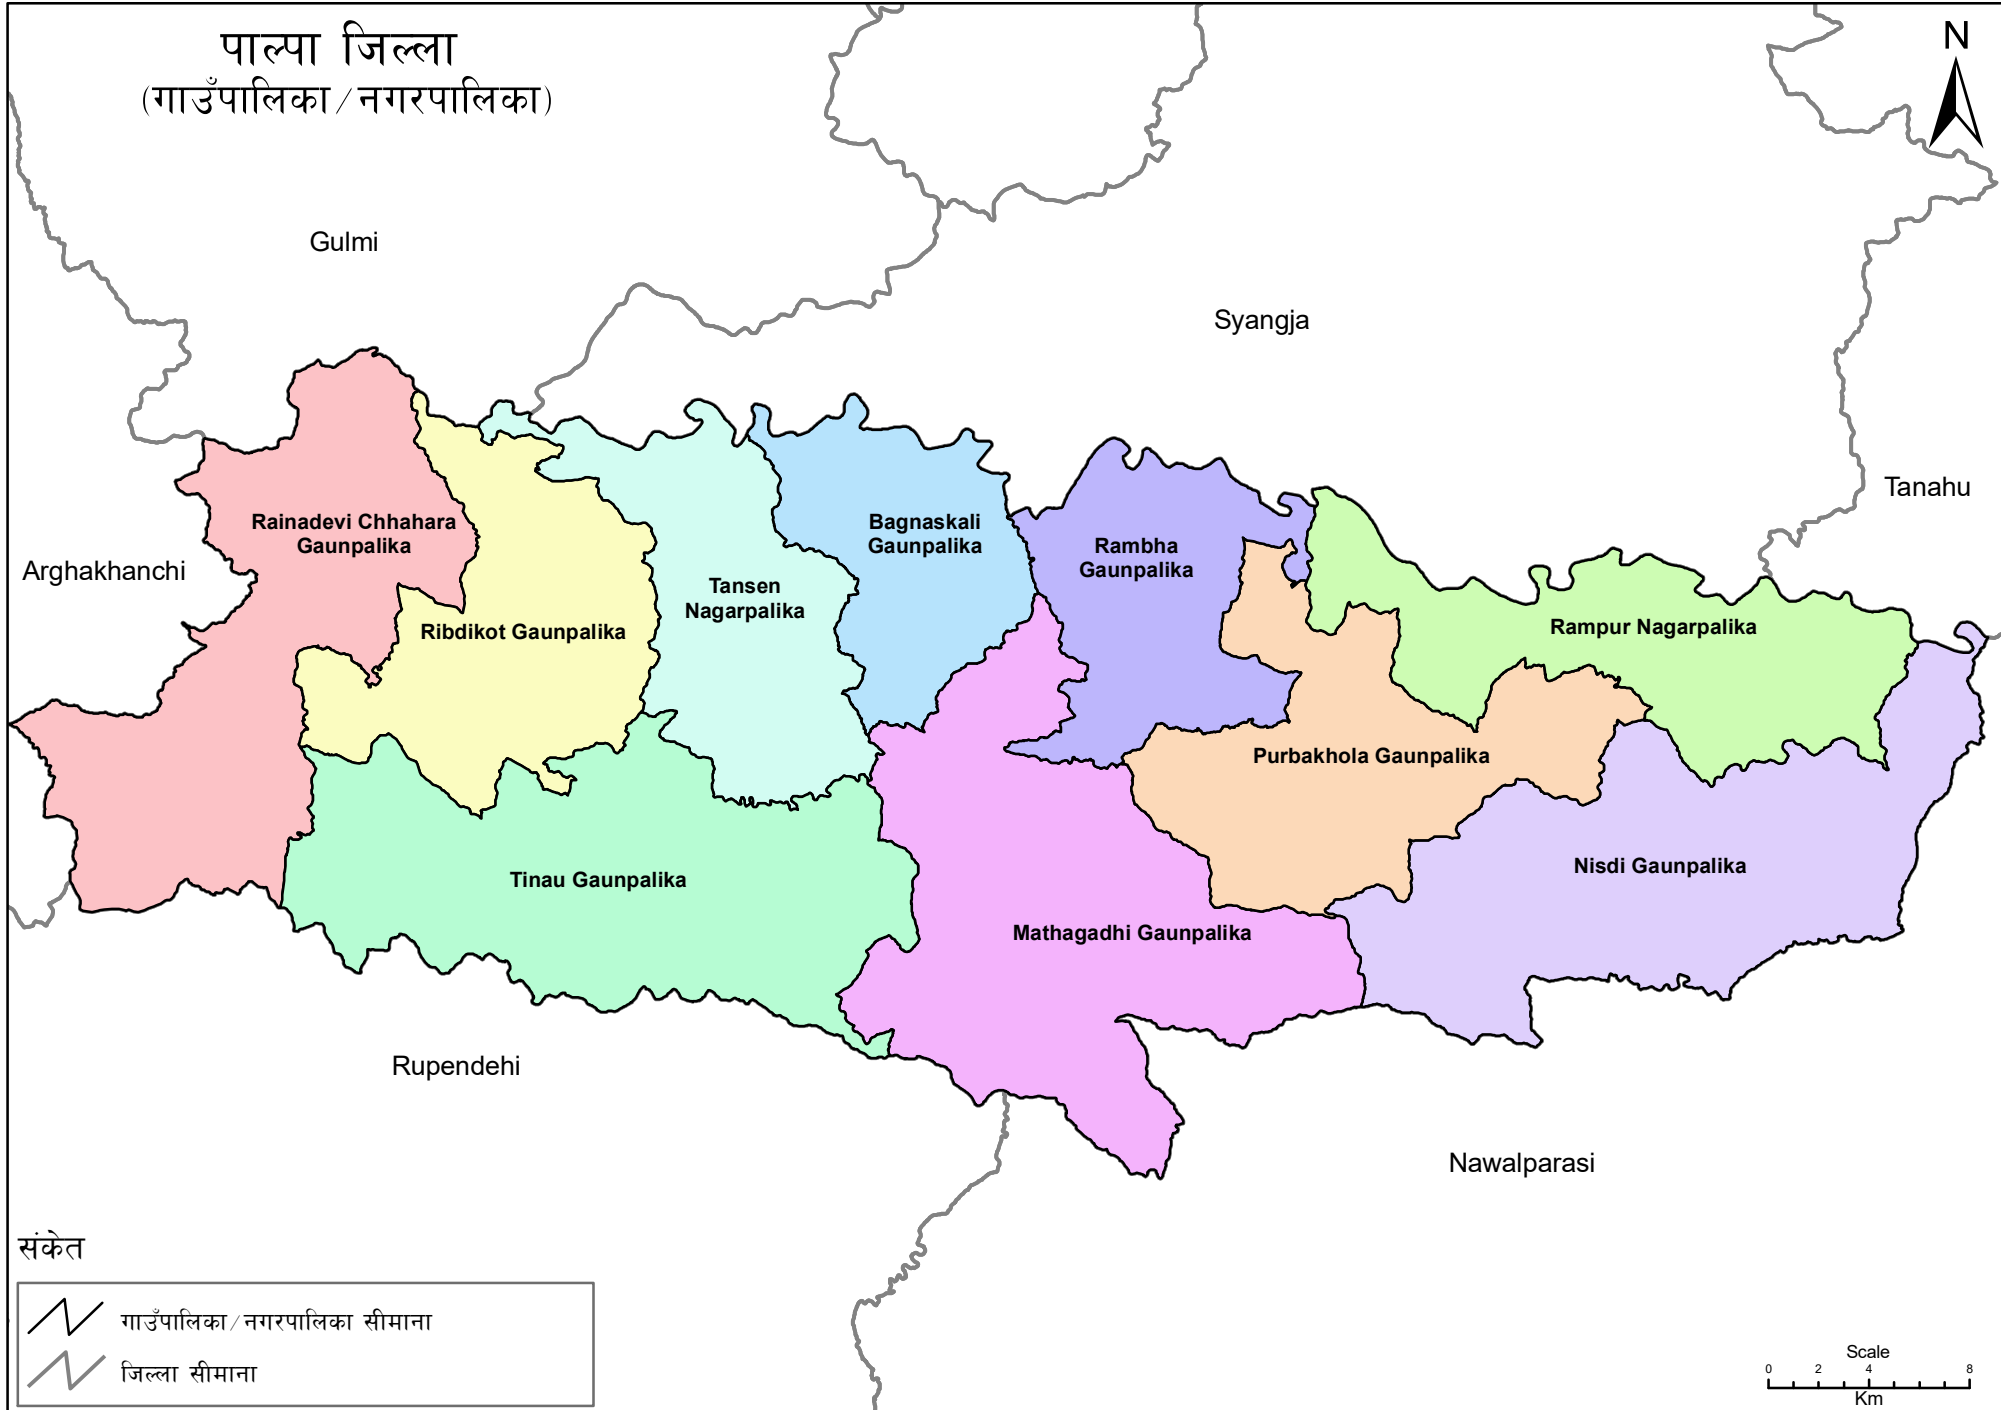 पाल्पा जिल्ला
(गाउँपालिका/नगरपालिका)
N
Gulmi
Syangja
Tanahu
Arghakhanchi
Rainadevi Chhahara
Gaunpalika
Ribdikot Gaunpalika
Tansen
Nagarpalika
Bagnaskali
Gaunpalika
Rambha
Gaunpalika
Rampur Nagarpalika
Purbakhola Gaunpalika
Tinau Gaunpalika
Mathagadhi Gaunpalika
Nisdi Gaunpalika
Rupendehi
Nawalparasi
संकेत
गाउँपालिका/नगरपालिका सीमाना
जिल्ला सीमाना
Scale
0 2 4 8
Km